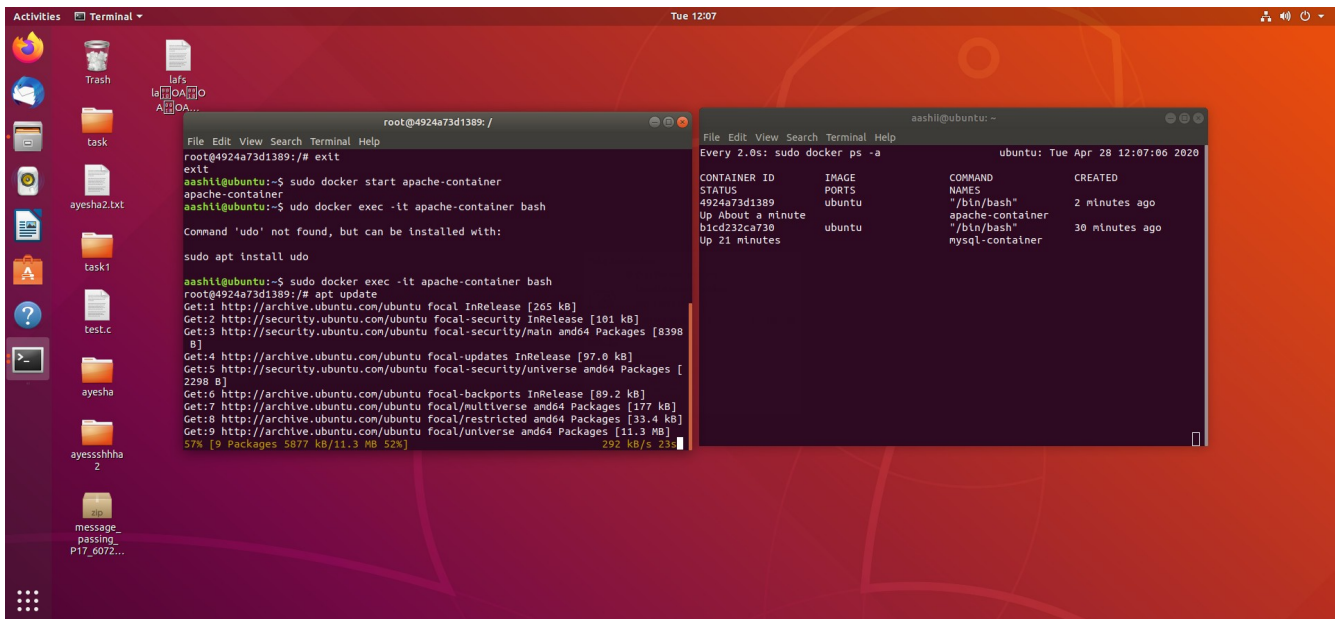 Activities Terminal Tue 12:07
Trash
lafs
task
ayesha2.txt
task1
test.c
ayesha
ayessshhha
2
zip
message_
passing_
P17_6072...
root@4924a73d1389: /
File Edit View Search Terminal Help
root@4924a73d1389:/# exit
exit
aashii@ubuntu:~$ sudo docker start apache-container
apache-container
aashii@ubuntu:~$ udo docker exec -it apache-container bash
Command 'udo' not found, but can be installed with:
sudo apt install udo
aashii@ubuntu:~$ sudo docker exec -it apache-container bash
root@4924a73d1389:/# apt update
Get:1 http://archive.ubuntu.com/ubuntu focal InRelease [265 kB]
Get:2 http://security.ubuntu.com/ubuntu focal-security InRelease [101 kB]
Get:3 http://security.ubuntu.com/ubuntu focal-security/main amd64 Packages [8398
B]
Get:4 http://archive.ubuntu.com/ubuntu focal-updates InRelease [97.0 kB]
Get:5 http://security.ubuntu.com/ubuntu focal-security/universe amd64 Packages [
2298 B]
Get:6 http://archive.ubuntu.com/ubuntu focal-backports InRelease [89.2 kB]
Get:7 http://archive.ubuntu.com/ubuntu focal/multiverse amd64 Packages [177 kB]
Get:8 http://archive.ubuntu.com/ubuntu focal/restricted amd64 Packages [33.4 kB]
Get:9 http://archive.ubuntu.com/ubuntu focal/universe amd64 Packages [11.3 MB]
57% [9 Packages 5877 kB/11.3 MB 52%] 292 kB/s 23s
aashii@ubuntu: ~
File Edit View Search Terminal Help
Every 2.0s: sudo docker ps -a ubuntu: Tue Apr 28 12:07:06 2020
CONTAINER ID IMAGE COMMAND CREATED
STATUS PORTS NAMES
4924a73d1389 ubuntu "/bin/bash" 2 minutes ago
Up About a minute apache-container
b1cd232ca730 ubuntu "/bin/bash" 30 minutes ago
Up 21 minutes mysql-container